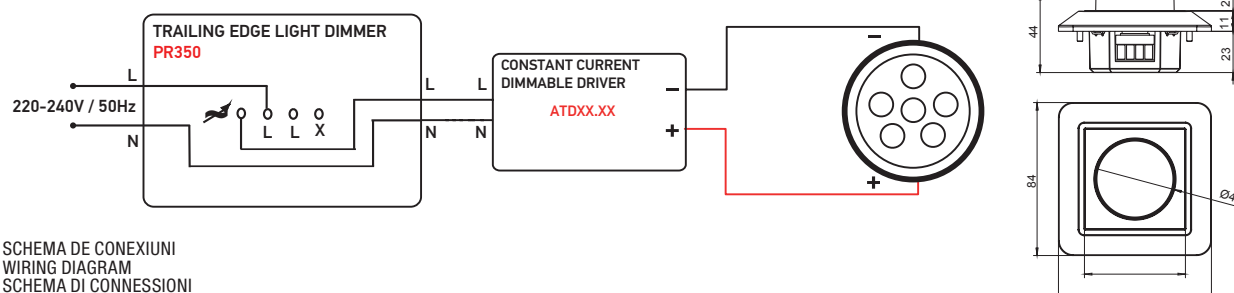 TRAILING EDGE LIGHT DIMMER
PR350
L
220-240V / 50Hz
N
L L X
L
N
L
N
CONSTANT CURRENT
DIMMABLE DRIVER
ATDXX.XX
−
+
−
+
44
2
11
23
84
SCHEMA DE CONEXIUNI
WIRING DIAGRAM
SCHEMA DI CONNESSIONI